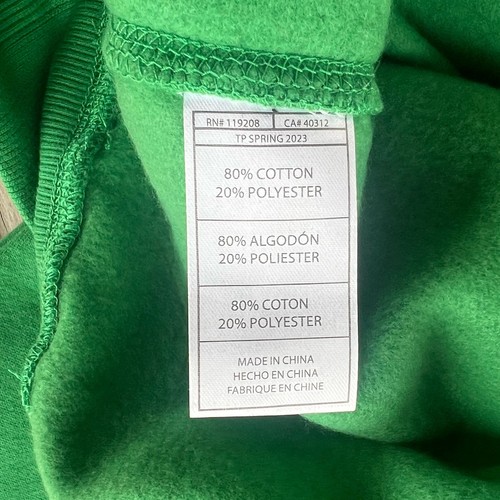 RN# 119208 CA# 40312
TP SPRING 2023
80% COTTON
20% POLYESTER
80% ALGODÓN
20% POLIESTER
80% COTON
20% POLYESTER
MADE IN CHINA
HECHO EN CHINA
FABRIQUE EN CHINE